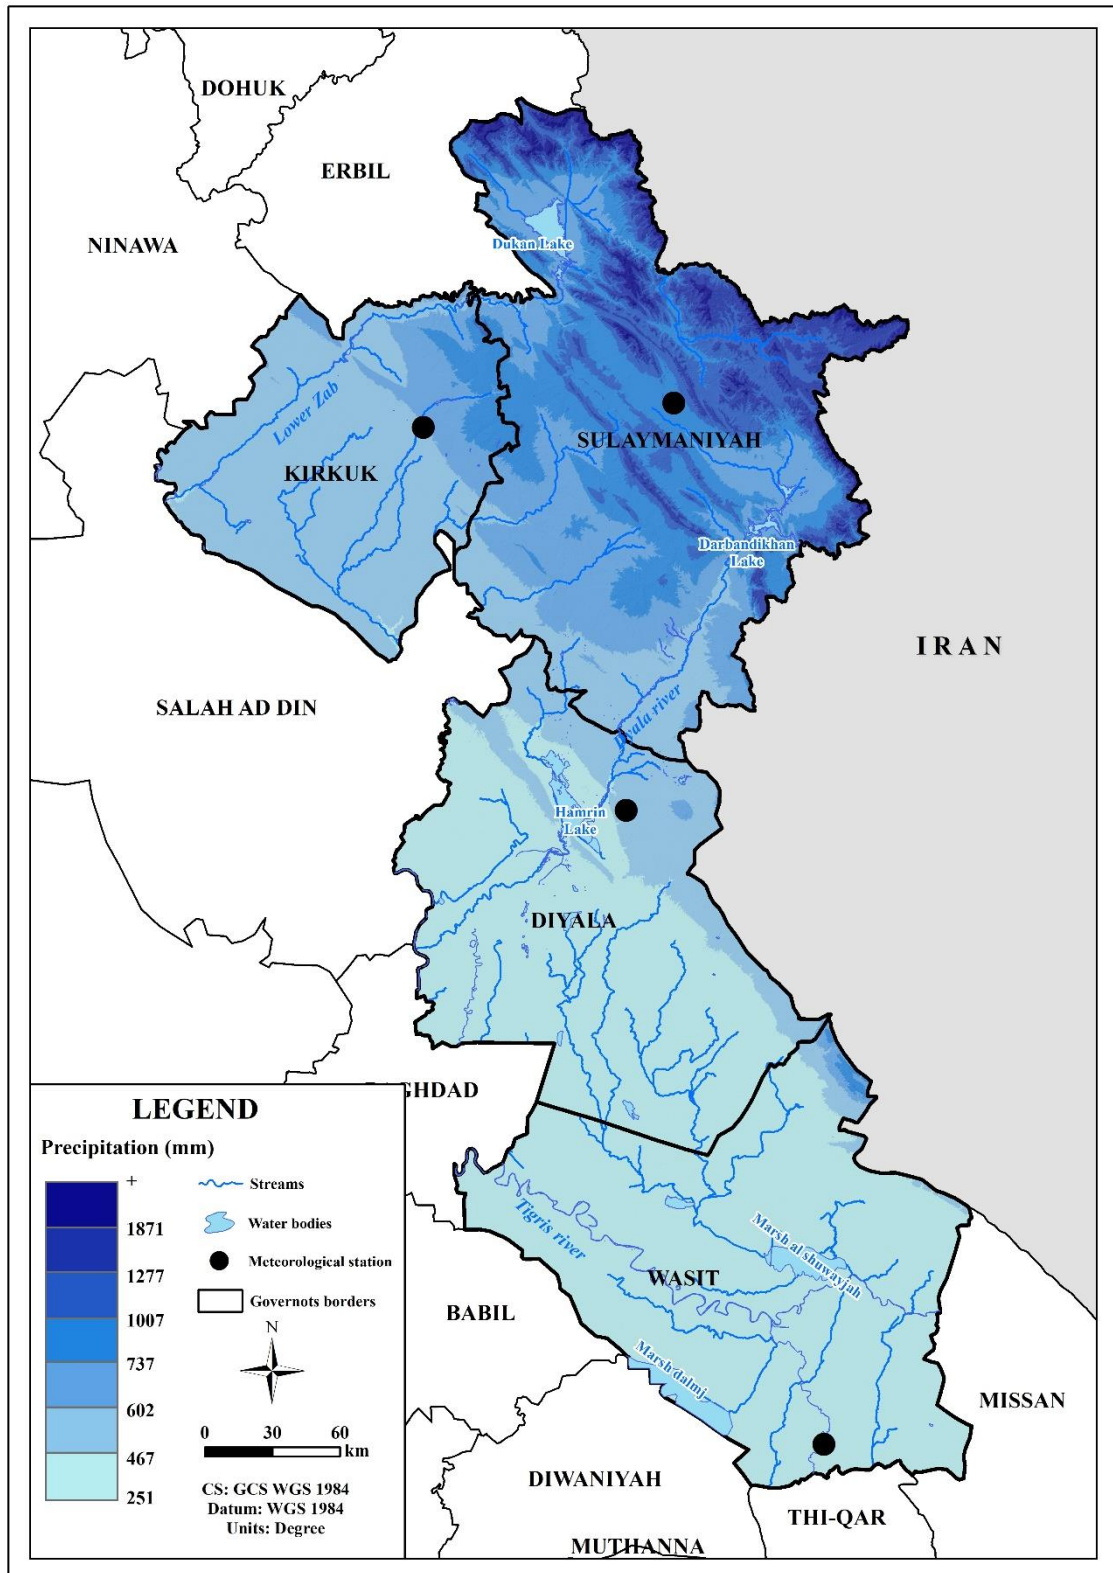 DOHUK
ERBIL
NINAWA
Dukan Lake
Lower Zab
SULAYMANIYAH
KIRKUK
Darbandikhan
Lake
IRAN
SALAH AD DIN
Dyala river
Hamrin
Lake
DIYALA
GHDAD
Tigris river
Marsh al shuwayjah
WASIT
BABIL
Marsh dalmj
MISSAN
DIWANIYAH
THI-QAR
MUTHANNA
LEGEND
Precipitation (mm)
+
1871
1277
1007
737
602
467
251
Streams
Water bodies
Meteorological station
Governots borders
N
0 30 60
km
CS: GCS WGS 1984
Datum: WGS 1984
Units: Degree